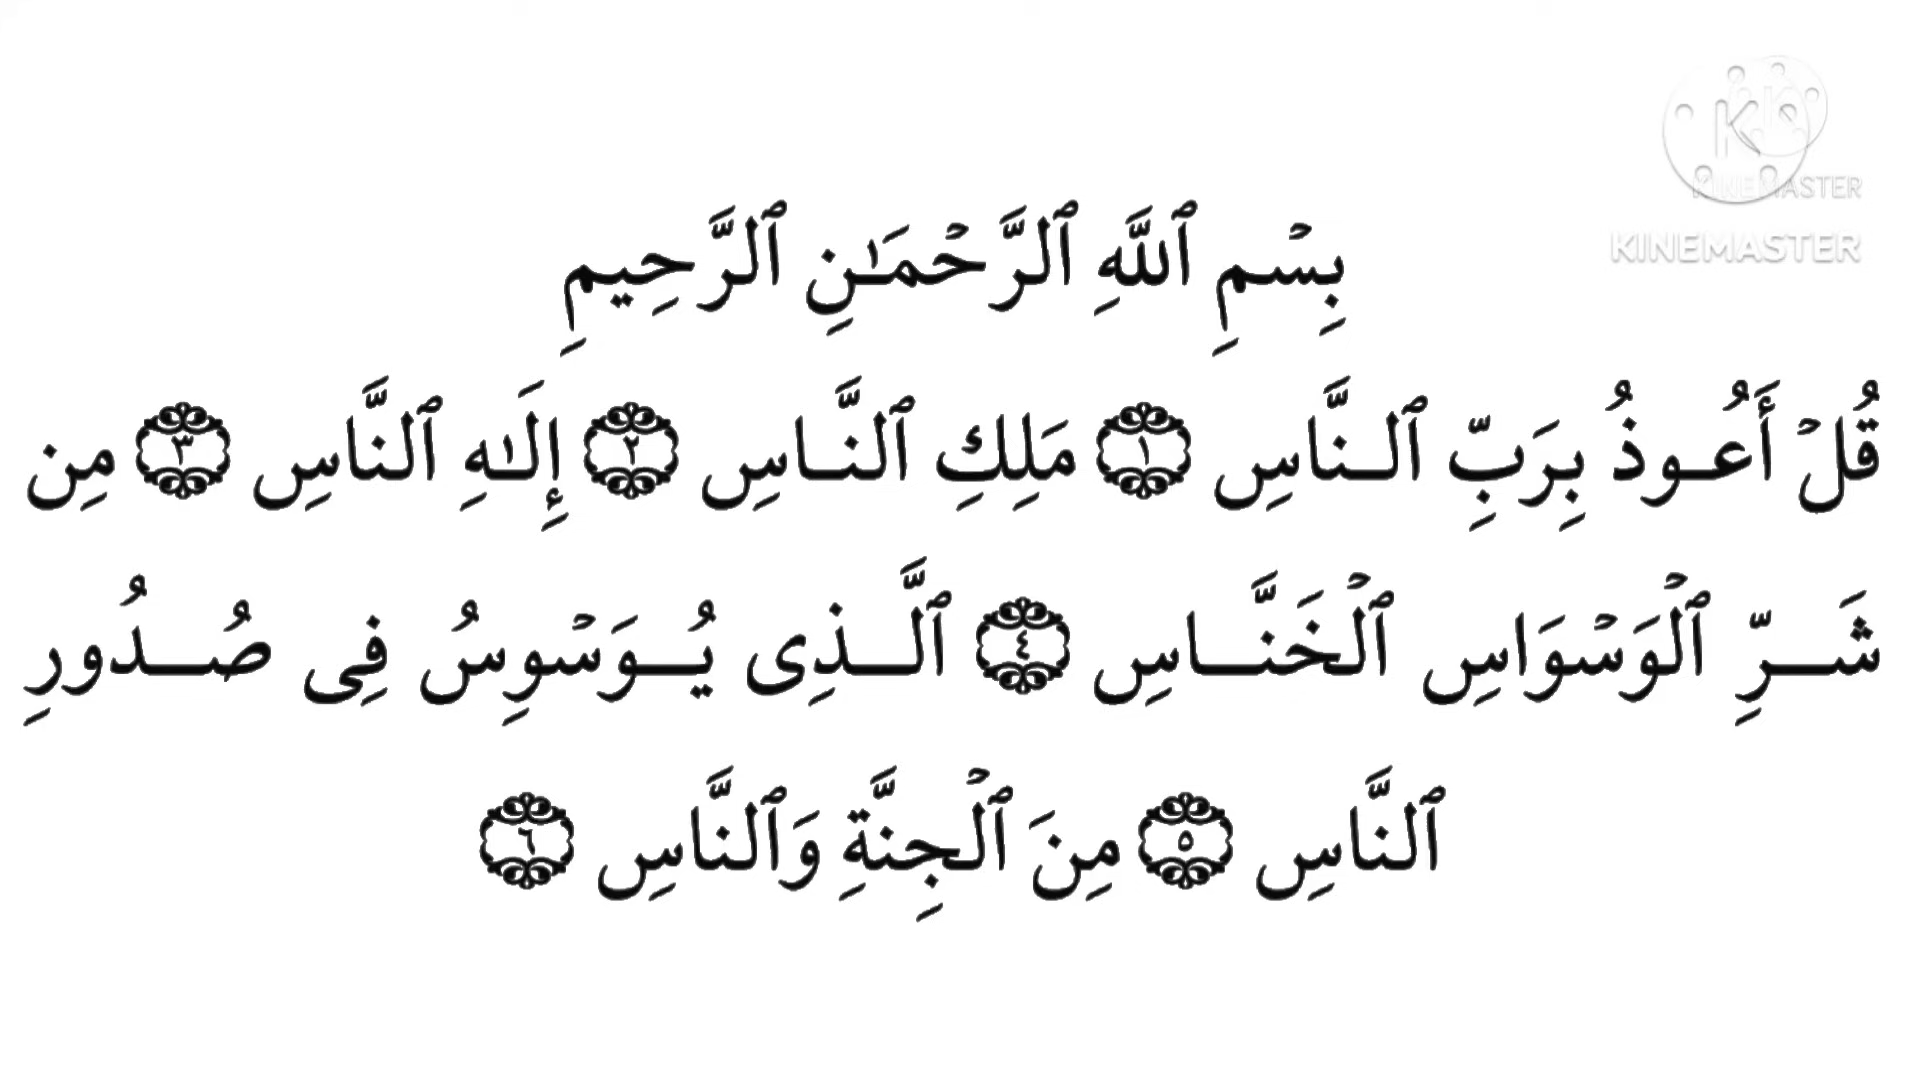 KINEMASTER
KINEMASTER
بِسْمِ ٱللَّهِ ٱلرَّحْمَـٰنِ ٱلرَّحِيمِ
قُلْ أَعُوذُ بِرَبِّ ٱلنَّاسِ ١ مَلِكِ ٱلنَّاسِ ٢ إِلَـٰهِ ٱلنَّاسِ ٣ مِن
شَرِّ ٱلْوَسْوَاسِ ٱلْخَنَّاسِ ٤ ٱلَّذِى يُوَسْوِسُ فِى صُدُورِ
ٱلنَّاسِ ٥ مِنَ ٱلْجِنَّةِ وَٱلنَّاسِ ٦